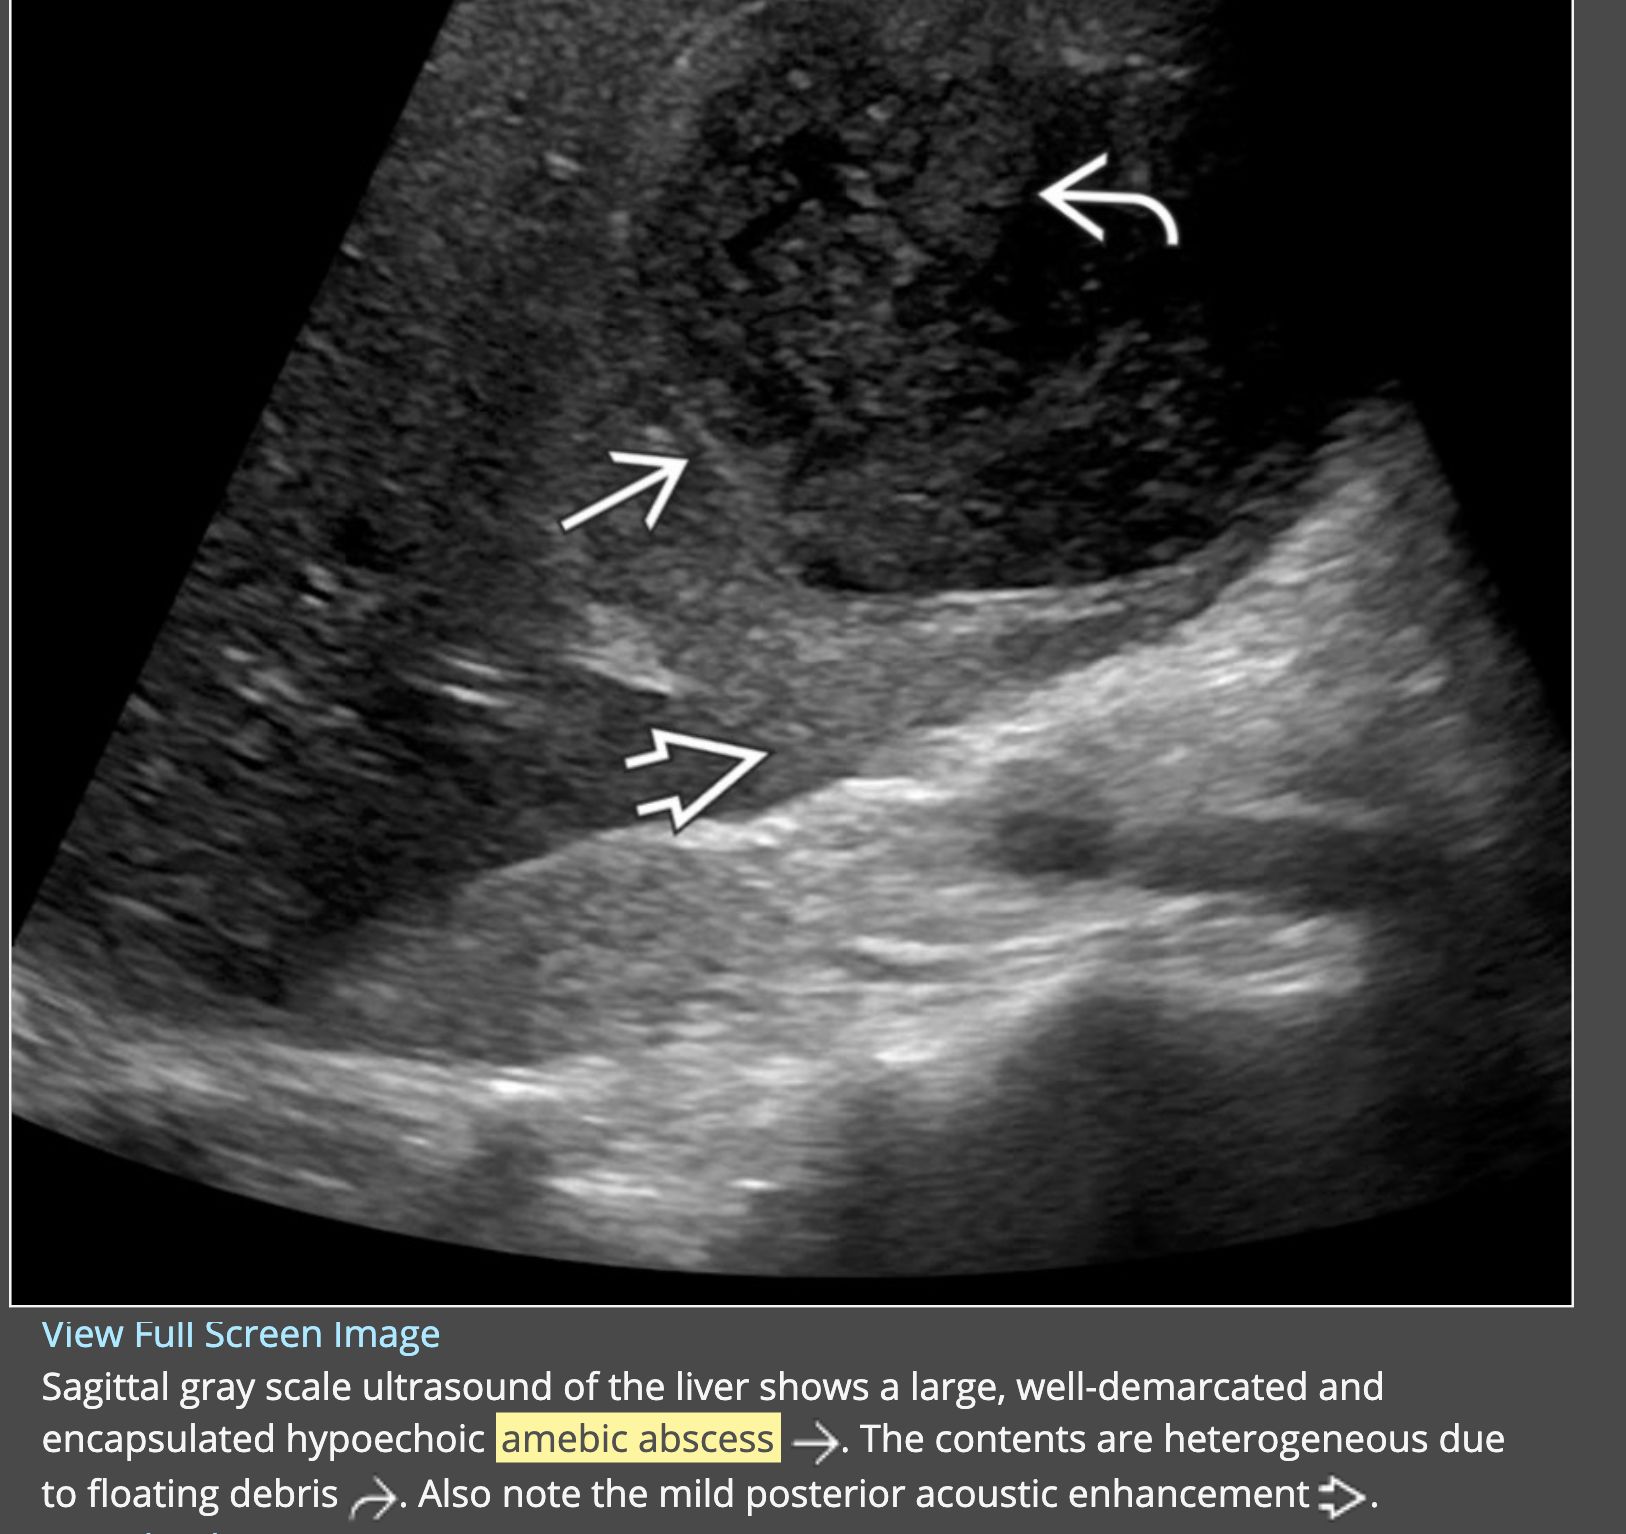 View Full Screen Image
Sagittal gray scale ultrasound of the liver shows a large, well-demarcated and
encapsulated hypoechoic amebic abscess →. The contents are heterogeneous due
to floating debris ↷. Also note the mild posterior acoustic enhancement ⇨.